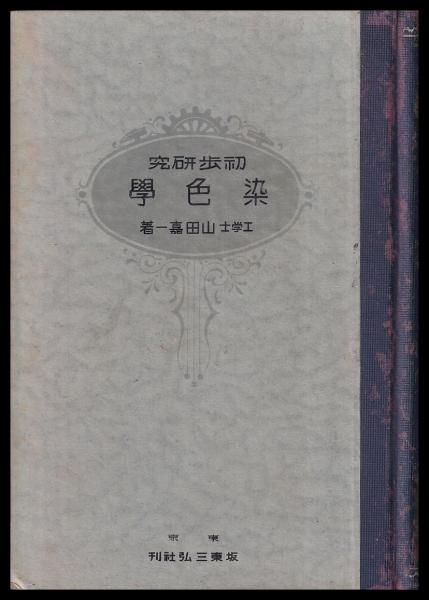 初歩研究
染色學
工学士 山田嘉一著
東京
坂東三弘社刊